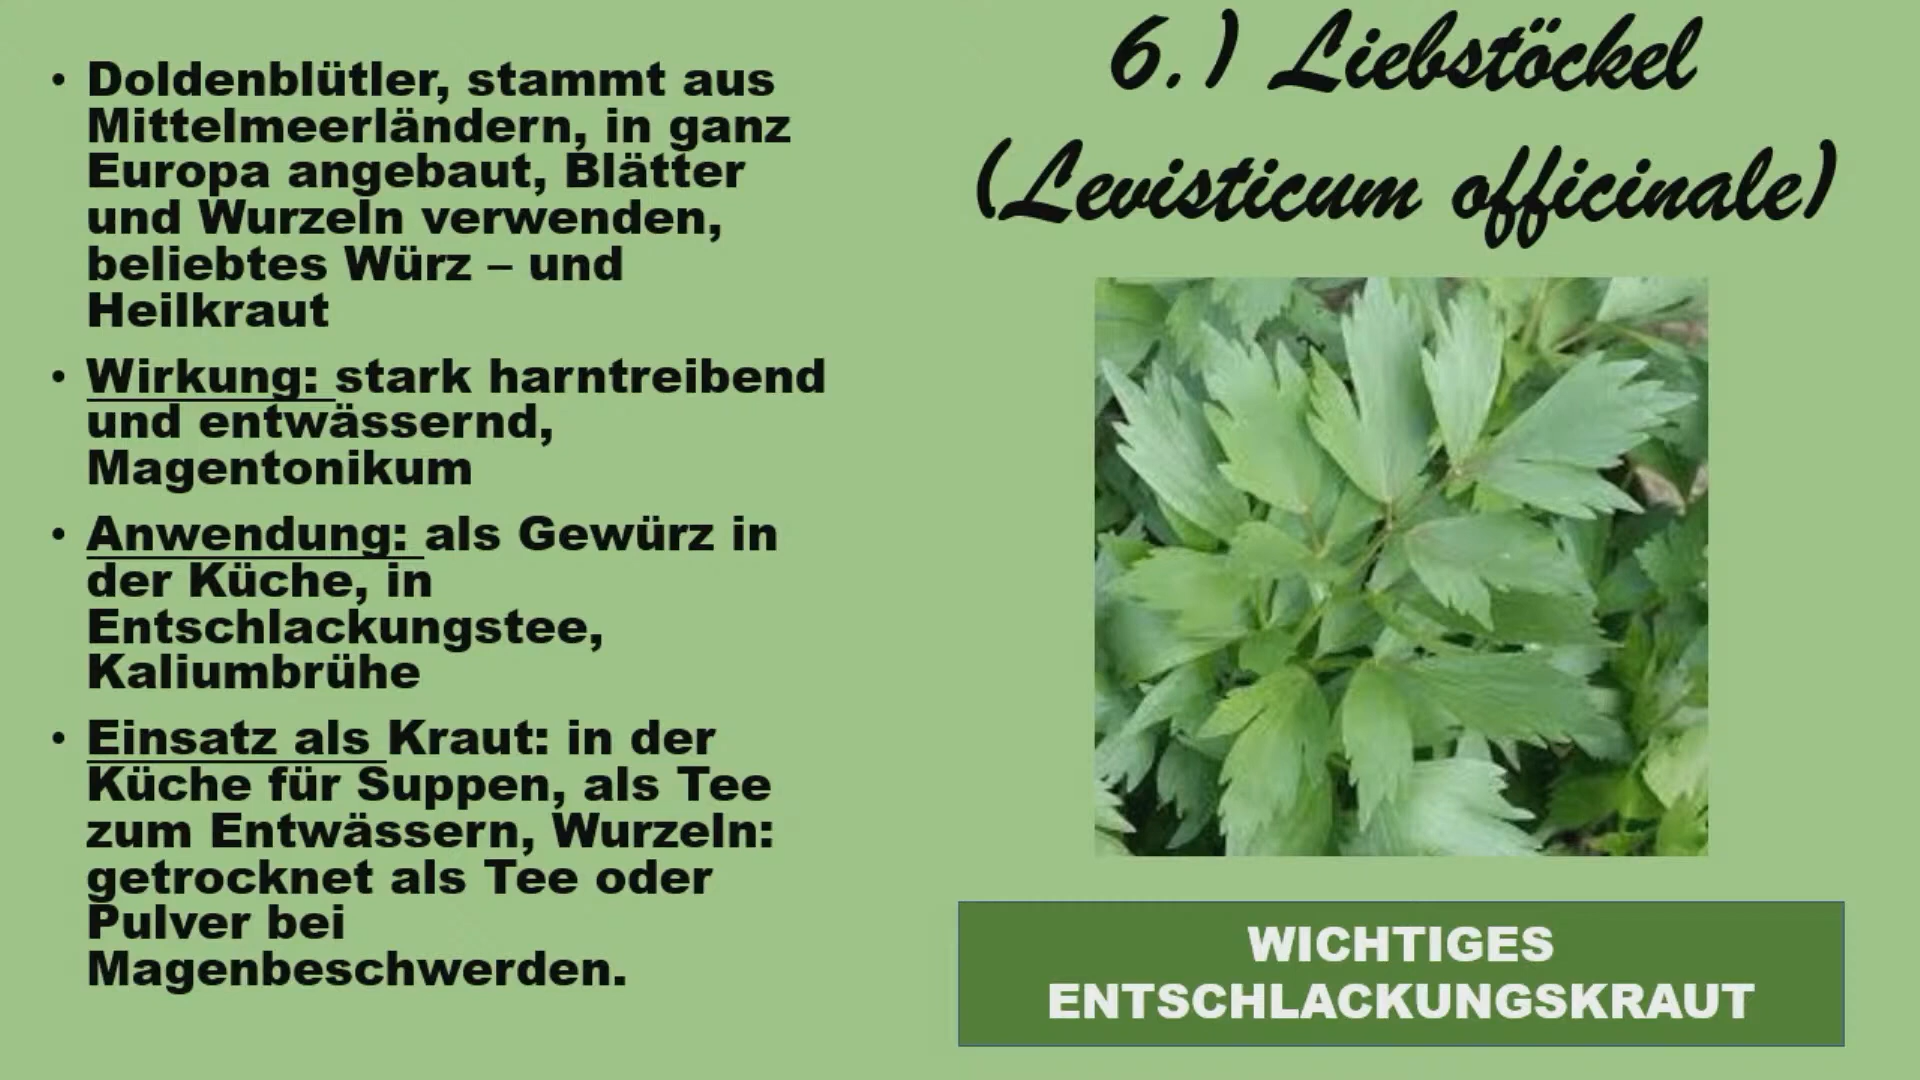 6.) Liebstöckel
(Levisticum officinale)
• Doldenblütler, stammt aus
Mittelmeerländern, in ganz
Europa angebaut, Blätter
und Wurzeln verwenden,
beliebtes Würz – und
Heilkraut
• Wirkung: stark harntreibend
und entwässernd,
Magentonikum
• Anwendung: als Gewürz in
der Küche, in
Entschlackungstee,
Kaliumbrühe
• Einsatz als Kraut: in der
Küche für Suppen, als Tee
zum Entwässern, Wurzeln:
getrocknet als Tee oder
Pulver bei
Magenbeschwerden.
WICHTIGES
ENTSCHLACKUNGSKRAUT